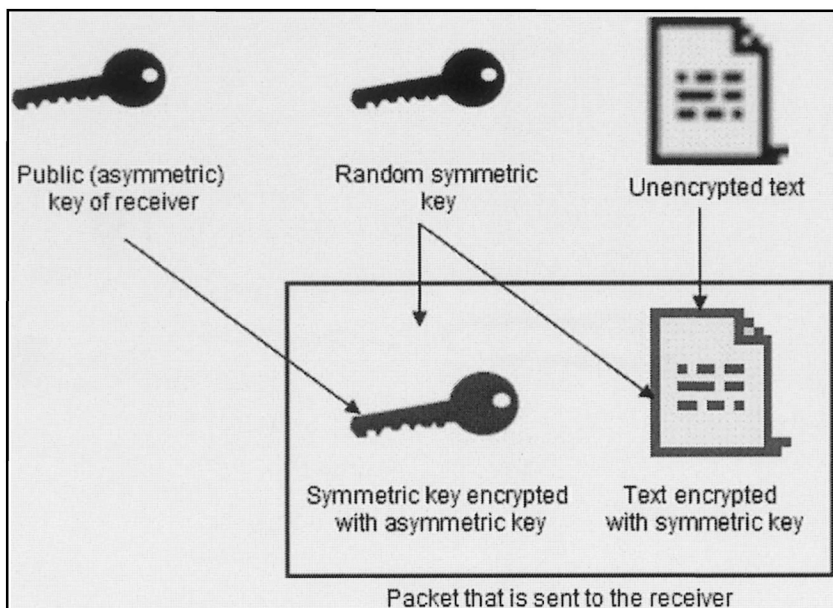 Public (asymmetric)
key of receiver
Random symmetric
key
Unencrypted text
Symmetric key encrypted
with asymmetric key
Text encrypted
with symmetric key
Packet that is sent to the receiver